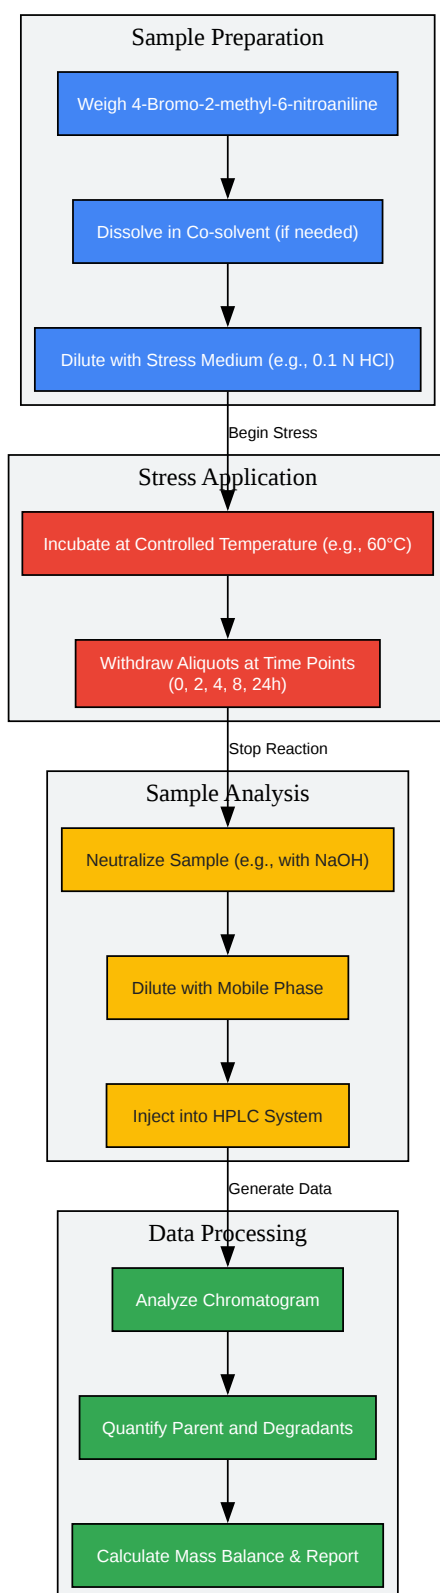 Sample Preparation
Weigh 4-Bromo-2-methyl-6-nitroaniline
Dissolve in Co-solvent (if needed)
Dilute with Stress Medium (e.g., 0.1 N HCl)
Begin Stress
Stress Application
Incubate at Controlled Temperature (e.g., 60°C)
Withdraw Aliquots at Time Points
(0, 2, 4, 8, 24h)
Stop Reaction
Sample Analysis
Neutralize Sample (e.g., with NaOH)
Dilute with Mobile Phase
Inject into HPLC System
Generate Data
Data Processing
Analyze Chromatogram
Quantify Parent and Degradants
Calculate Mass Balance & Report